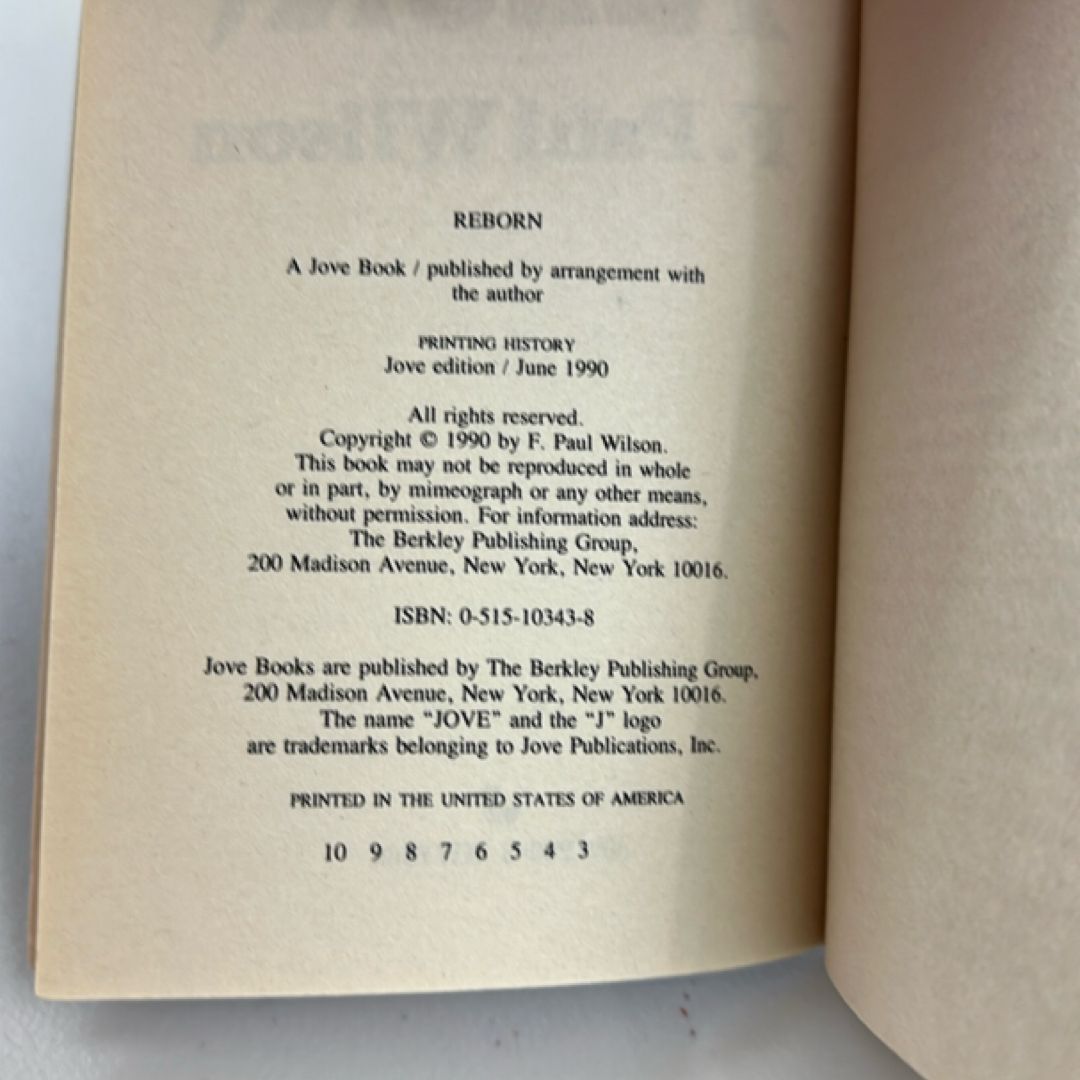 REBORN
A Jove Book / published by arrangement with
the author
PRINTING HISTORY
Jove edition / June 1990
All rights reserved.
Copyright © 1990 by F. Paul Wilson.
This book may not be reproduced in whole
or in part, by mimeograph or any other means,
without permission. For information address:
The Berkley Publishing Group,
200 Madison Avenue, New York, New York 10016.
ISBN: 0-515-10343-8
Jove Books are published by The Berkley Publishing Group,
200 Madison Avenue, New York, New York 10016.
The name “JOVE” and the “J” logo
are trademarks belonging to Jove Publications, Inc.
PRINTED IN THE UNITED STATES OF AMERICA
10 9 8 7 6 5 4 3